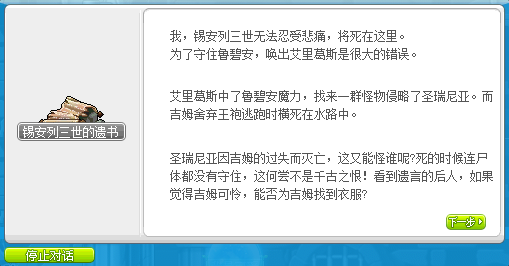 我，锡安列三世无法忍受悲痛，将死在这里。
为了守住鲁碧安，唤出艾里葛斯是很大的错误。
艾里葛斯中了鲁碧安魔力，找来一群怪物侵略了圣瑞尼亚。而
吉姆舍弃王袍逃跑时横死在水路中。
圣瑞尼亚因吉姆的过失而灭亡，这又能怪谁呢?死的时候连尸
体都没有守住，这何尝不是千古之恨！看到遗言的后人，如果
觉得吉姆可怜，能否为吉姆找到衣服?
锡安列三世的遗书
下一步
停止对话